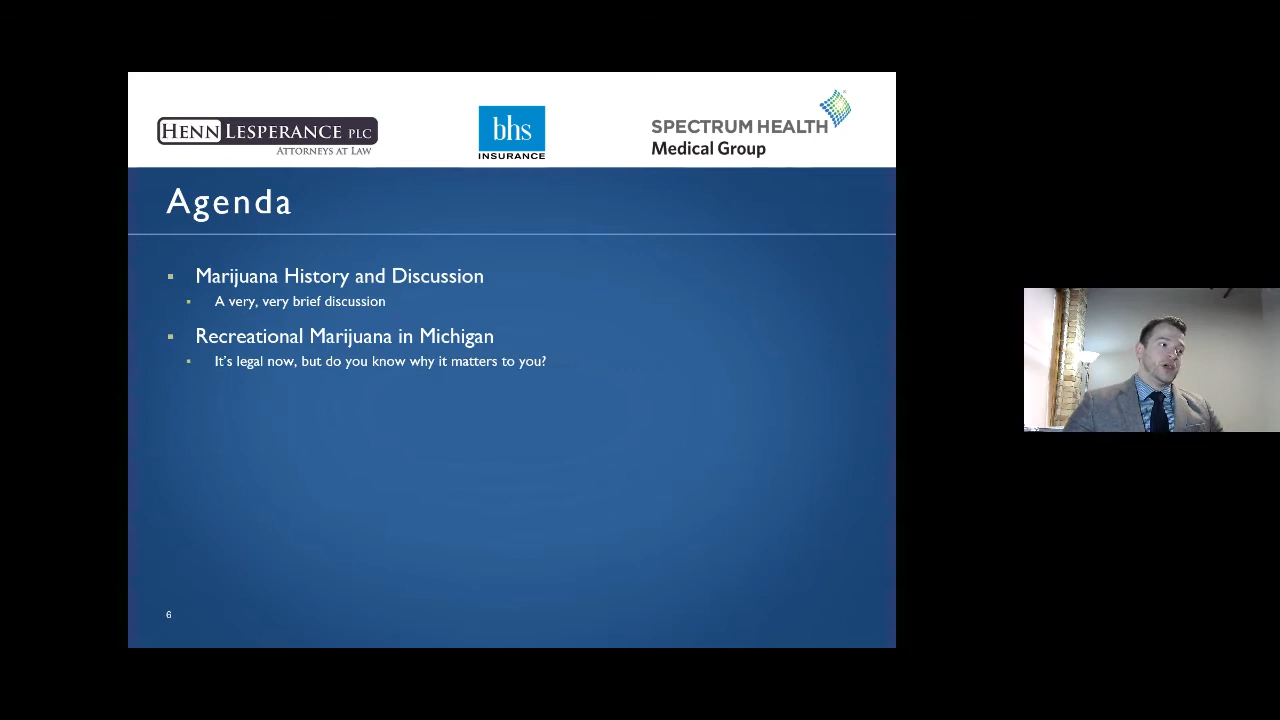 HENN LESPERANCE PLC
ATTORNEYS AT LAW
bhs
INSURANCE
SPECTRUM HEALTH
Medical Group
Agenda
Marijuana History and Discussion
A very, very brief discussion
Recreational Marijuana in Michigan
It's legal now, but do you know why it matters to you?
6